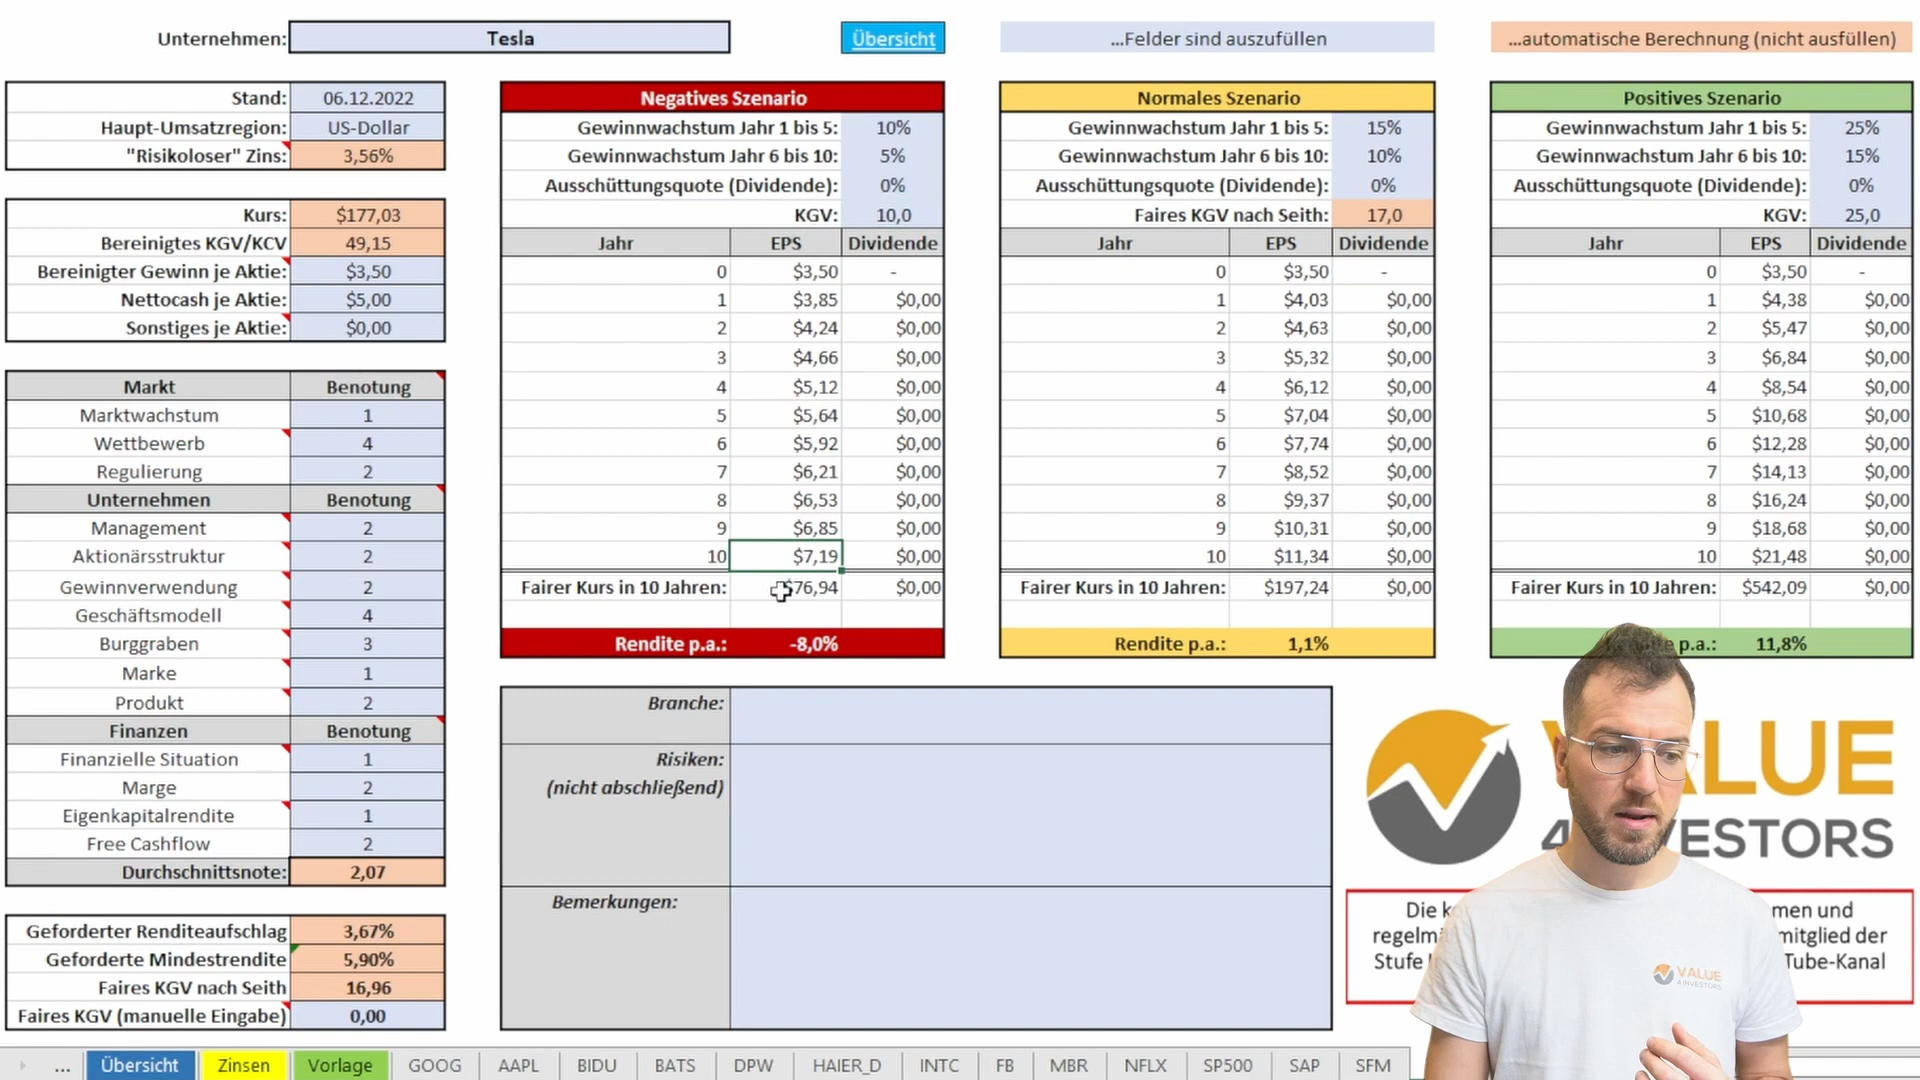 Unternehmen: Tesla Übersicht ...Felder sind auszufüllen ...automatische Berechnung (nicht ausfüllen)
Stand: 06.12.2022
Haupt-Umsatzregion: US-Dollar
"Risikoloser" Zins: 3,56%
Kurs: $177,03
Bereinigtes KGV/KCV 49,15
Bereinigter Gewinn je Aktie: $3,50
Nettocash je Aktie: $5,00
Sonstiges je Aktie: $0,00
Markt Benotung
Marktwachstum 1
Wettbewerb 4
Regulierung 2
Unternehmen Benotung
Management 2
Aktionärsstruktur 2
Gewinnverwendung 2
Geschäftsmodell 4
Burggraben 3
Marke 1
Produkt 2
Finanzen Benotung
Finanzielle Situation 1
Marge 2
Eigenkapitalrendite 1
Free Cashflow 2
Durchschnittsnote: 2,07
Geforderter Renditeaufschlag 3,67%
Geforderte Mindestrendite 5,90%
Faires KGV nach Seith 16,96
Faires KGV (manuelle Eingabe) 0,00
Negatives Szenario
Gewinnwachstum Jahr 1 bis 5: 10%
Gewinnwachstum Jahr 6 bis 10: 5%
Ausschüttungsquote (Dividende): 0%
KGV: 10,0
Jahr EPS Dividende
0 $3,50 -
1 $3,85 $0,00
2 $4,24 $0,00
3 $4,66 $0,00
4 $5,12 $0,00
5 $5,64 $0,00
6 $5,92 $0,00
7 $6,21 $0,00
8 $6,53 $0,00
9 $6,85 $0,00
10 $7,19 $0,00
Fairer Kurs in 10 Jahren: $76,94 $0,00
Rendite p.a.: -8,0%
Normales Szenario
Gewinnwachstum Jahr 1 bis 5: 15%
Gewinnwachstum Jahr 6 bis 10: 10%
Ausschüttungsquote (Dividende): 0%
Faires KGV nach Seith: 17,0
Jahr EPS Dividende
0 $3,50 -
1 $4,03 $0,00
2 $4,63 $0,00
3 $5,32 $0,00
4 $6,12 $0,00
5 $7,04 $0,00
6 $7,74 $0,00
7 $8,52 $0,00
8 $9,37 $0,00
9 $10,31 $0,00
10 $11,34 $0,00
Fairer Kurs in 10 Jahren: $197,24 $0,00
Rendite p.a.: 1,1%
Positives Szenario
Gewinnwachstum Jahr 1 bis 5: 25%
Gewinnwachstum Jahr 6 bis 10: 15%
Ausschüttungsquote (Dividende): 0%
KGV: 25,0
Jahr EPS Dividende
0 $3,50 -
1 $4,38 $0,00
2 $5,47 $0,00
3 $6,84 $0,00
4 $8,54 $0,00
5 $10,68 $0,00
6 $12,28 $0,00
7 $14,13 $0,00
8 $16,24 $0,00
9 $18,68 $0,00
10 $21,48 $0,00
Fairer Kurs in 10 Jahren: $542,09 $0,00
p.a.: 11,8%
Branche:
Risiken:
(nicht abschließend)
Bemerkungen:
VALUE
4INVESTORS
Die men und
mitglied der
Stufe Tube-Kanal
VALUE
4INVESTORS
... Übersicht Zinsen Vorlage GOOG AAPL BIDU BATS DPW HAIER_D INTC FB MBR NFLX SP500 SAP SFM